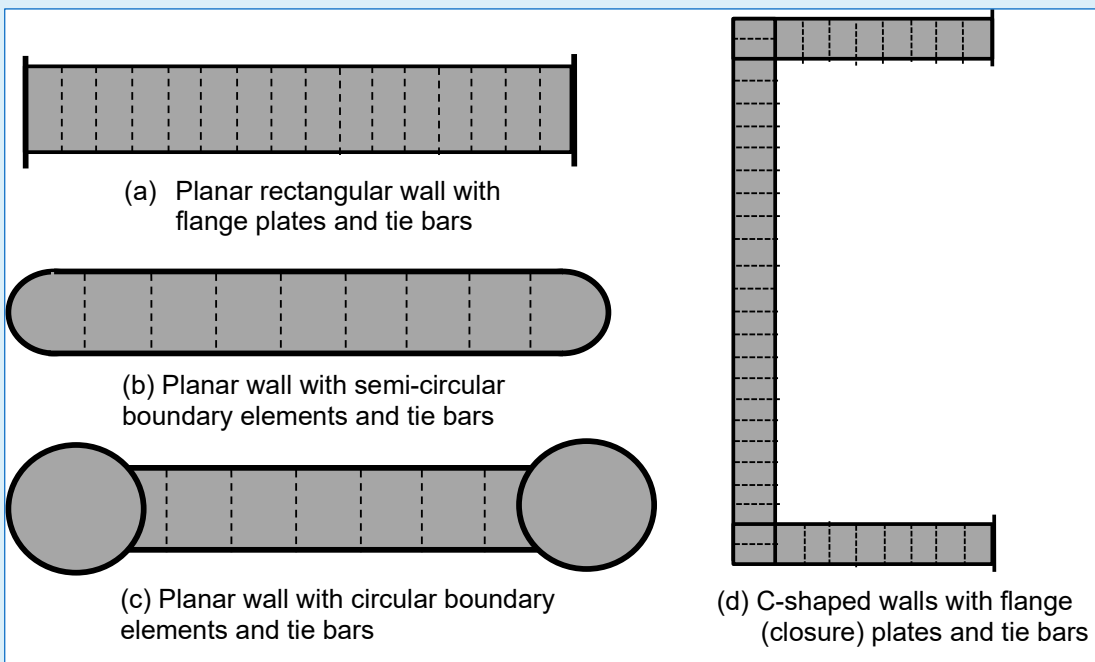 (a) Planar rectangular wall with
flange plates and tie bars
(b) Planar wall with semi-circular
boundary elements and tie bars
(c) Planar wall with circular boundary
elements and tie bars
(d) C-shaped walls with flange
(closure) plates and tie bars